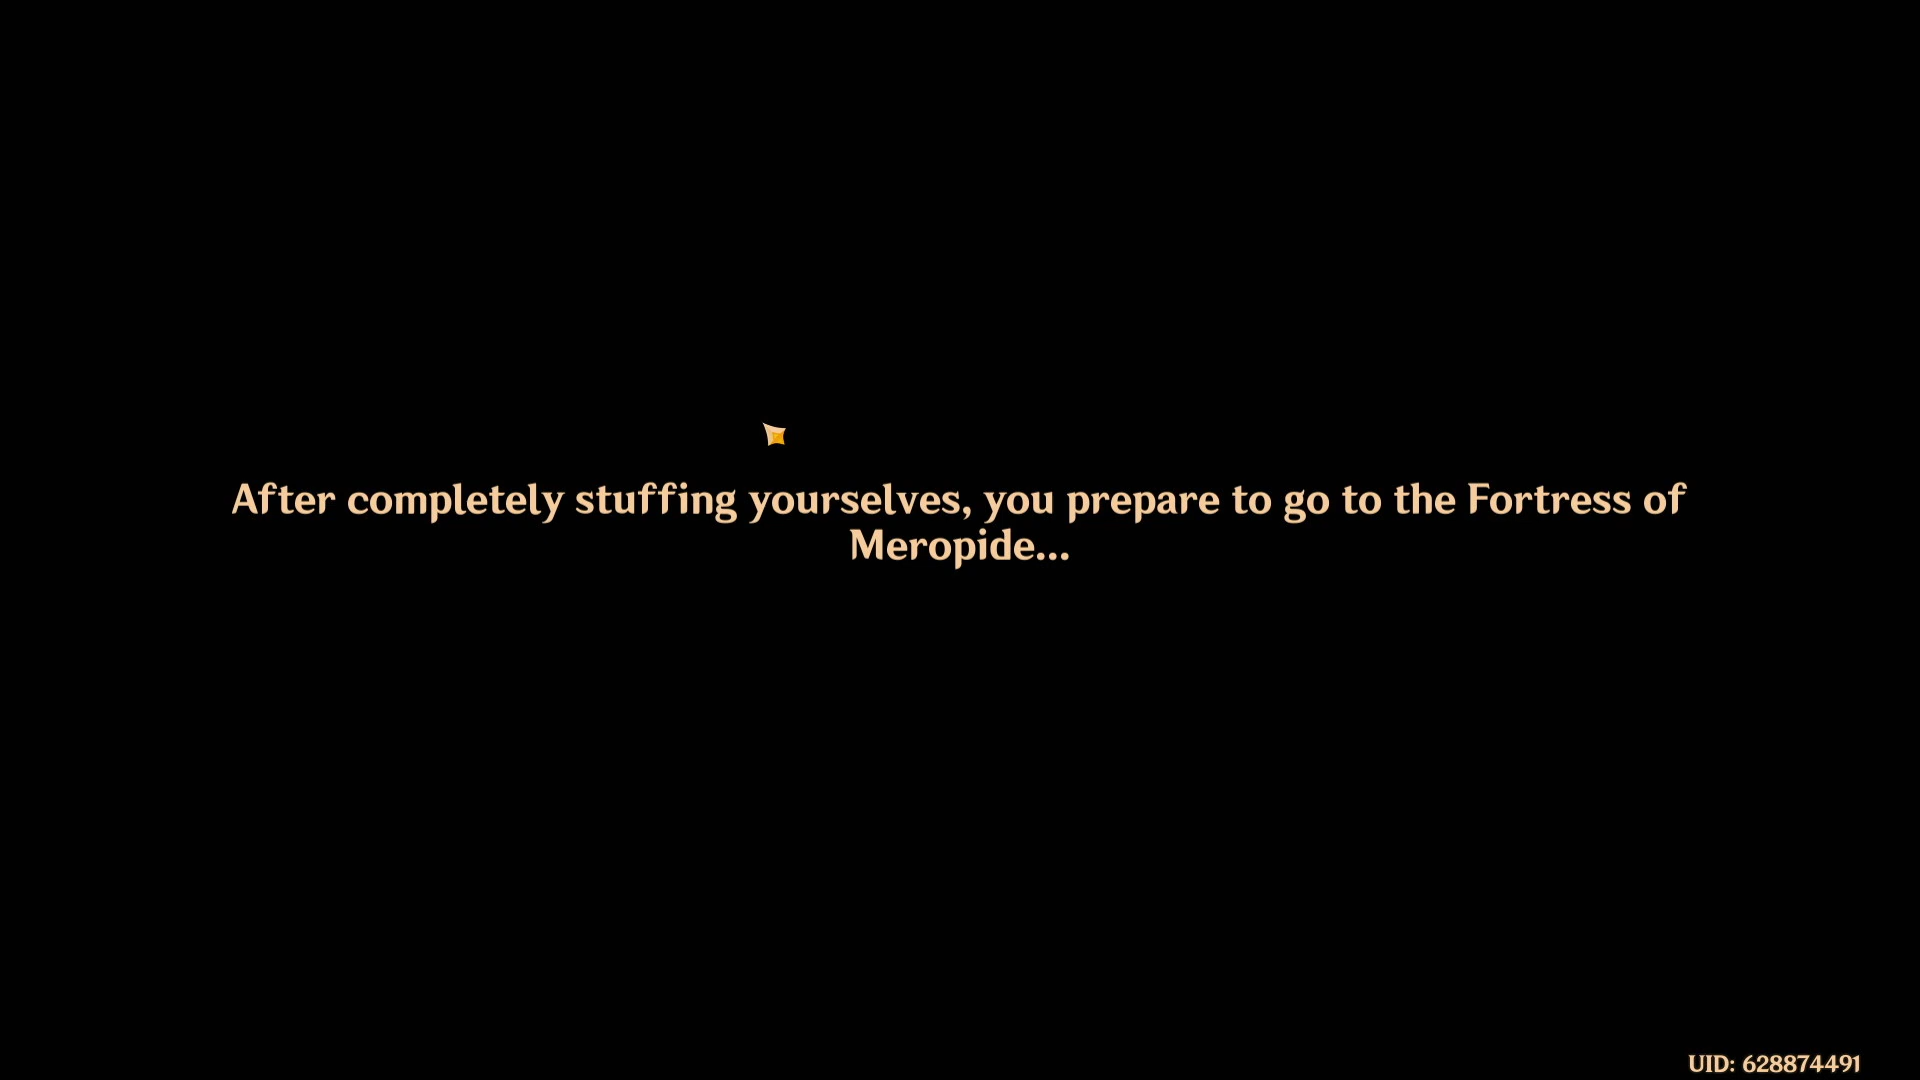 After completely stuffing yourselves, you prepare to go to the Fortress of
Meropide...
UID: 628874491